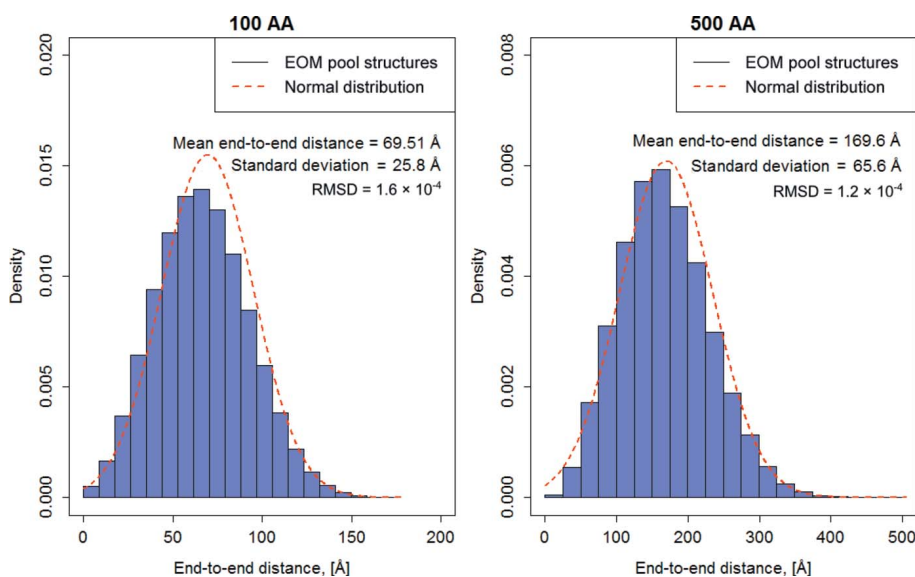 100 AA
EOM pool structures
Normal distribution
Mean end-to-end distance = 69.51 Å
Standard deviation = 25.8 Å
RMSD = 1.6 × 10⁻⁴
0.020
0.015
0.010
0.005
0.000
Density
0
50
100
150
200
End-to-end distance, [Å]
500 AA
EOM pool structures
Normal distribution
Mean end-to-end distance = 169.6 Å
Standard deviation = 65.6 Å
RMSD = 1.2 × 10⁻⁴
0.008
0.006
0.004
0.002
0.000
Density
0
100
200
300
400
500
End-to-end distance, [Å]